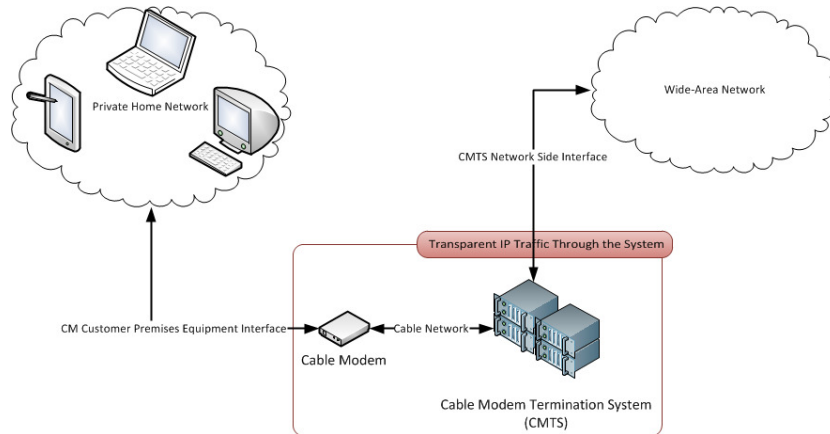 Private Home Network
Wide-Area Network
CMTS Network Side Interface
Transparent IP Traffic Through the System
CM Customer Premises Equipment Interface
Cable Network
Cable Modem
Cable Modem Termination System
(CMTS)